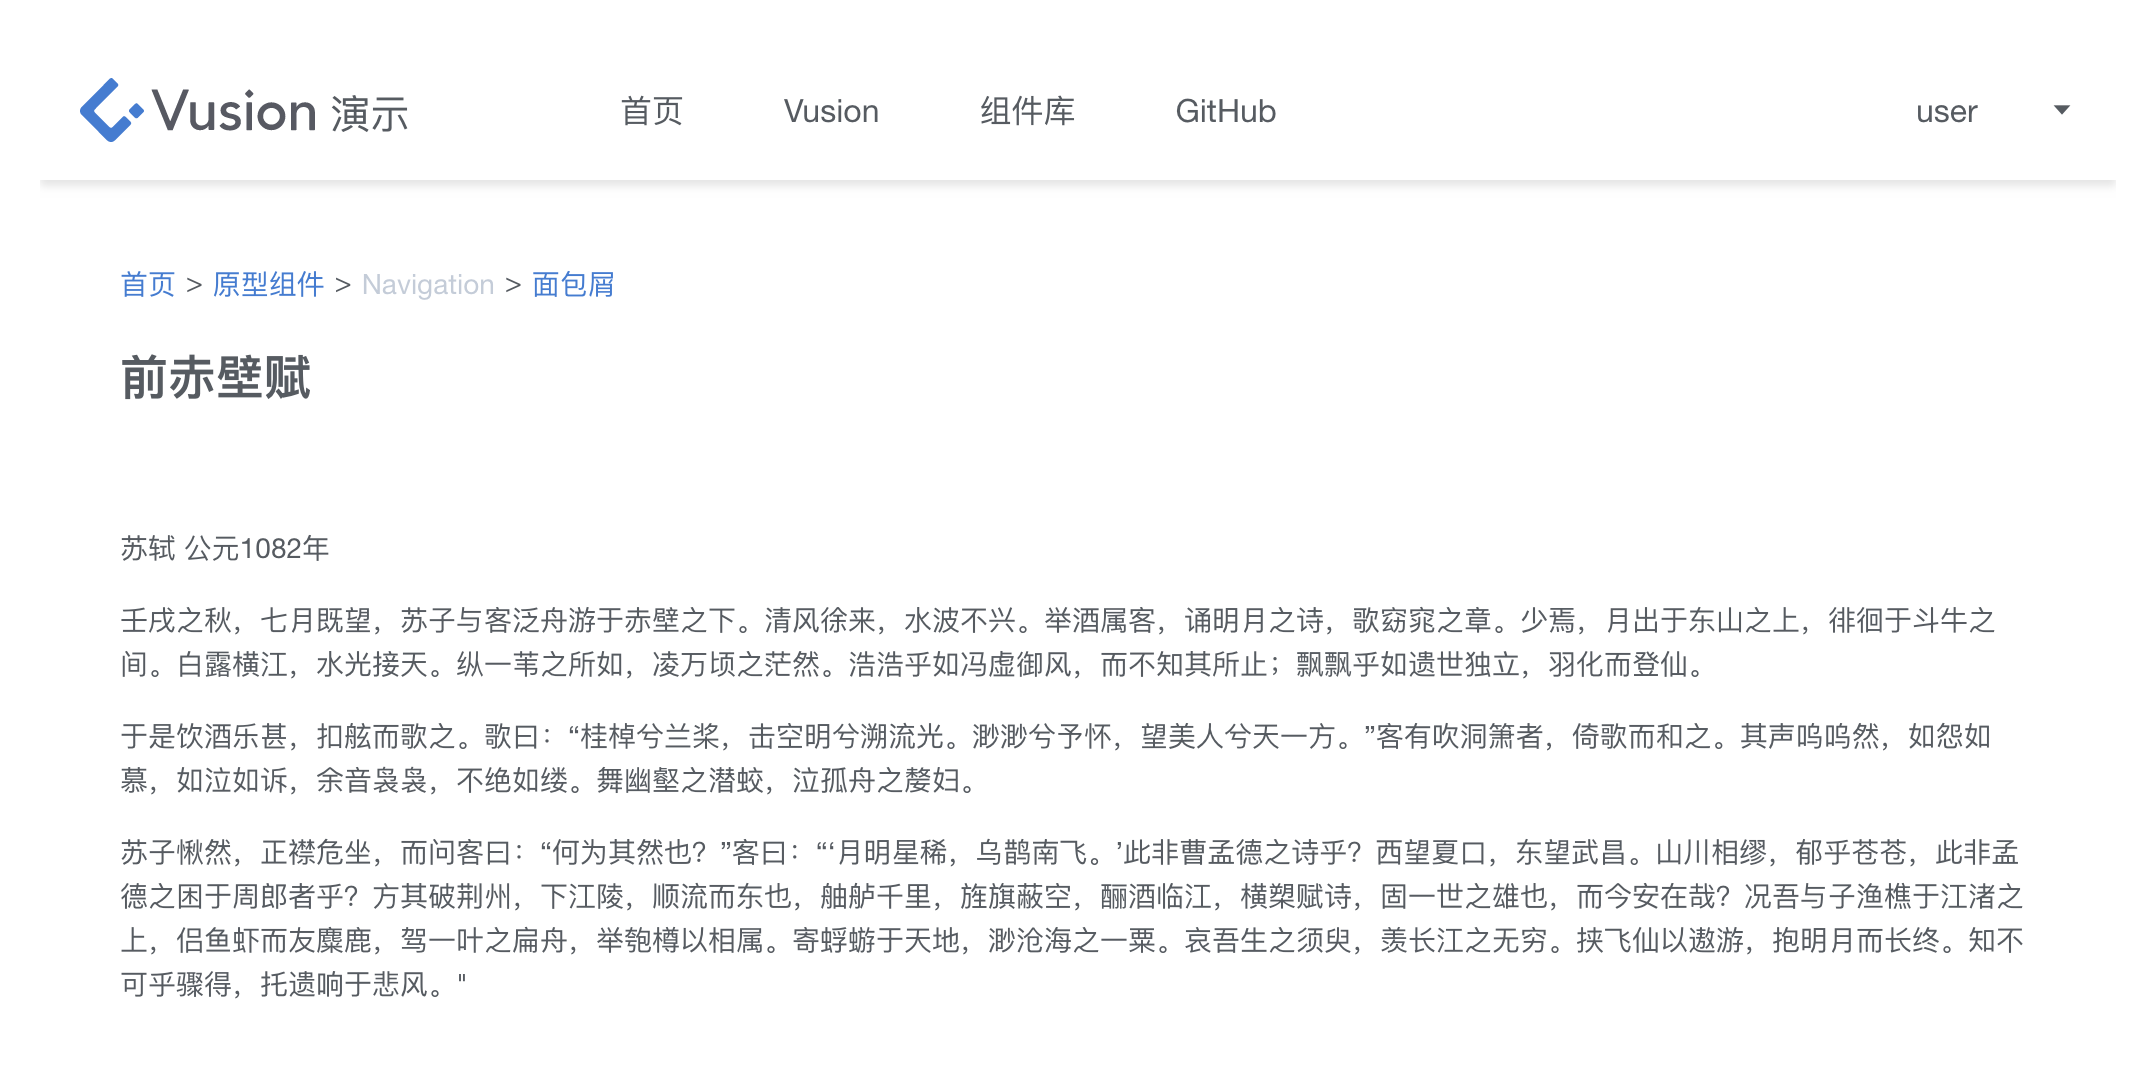 Vusion 演示 首页 Vusion 组件库 GitHub user
首页 > 原型组件 > Navigation > 面包屑
前赤壁赋
苏轼 公元1082年
壬戌之秋，七月既望，苏子与客泛舟游于赤壁之下。清风徐来，水波不兴。举酒属客，诵明月之诗，歌窈窕之章。少焉，月出于东山之上，徘徊于斗牛之
间。白露横江，水光接天。纵一苇之所如，凌万顷之茫然。浩浩乎如冯虚御风，而不知其所止；飘飘乎如遗世独立，羽化而登仙。
于是饮酒乐甚，扣舷而歌之。歌曰：“桂棹兮兰桨，击空明兮溯流光。渺渺兮予怀，望美人兮天一方。”客有吹洞箫者，倚歌而和之。其声呜呜然，如怨如
慕，如泣如诉，余音袅袅，不绝如缕。舞幽壑之潜蛟，泣孤舟之嫠妇。
苏子愀然，正襟危坐，而问客曰：“何为其然也？”客曰：“‘月明星稀，乌鹊南飞。’此非曹孟德之诗乎？西望夏口，东望武昌。山川相缪，郁乎苍苍，此非孟
德之困于周郎者乎？方其破荆州，下江陵，顺流而东也，舳舻千里，旌旗蔽空，酾酒临江，横槊赋诗，固一世之雄也，而今安在哉？况吾与子渔樵于江渚之
上，侣鱼虾而友麋鹿，驾一叶之扁舟，举匏樽以相属。寄蜉蝣于天地，渺沧海之一粟。哀吾生之须臾，羡长江之无穷。挟飞仙以遨游，抱明月而长终。知不
可乎骤得，托遗响于悲风。"